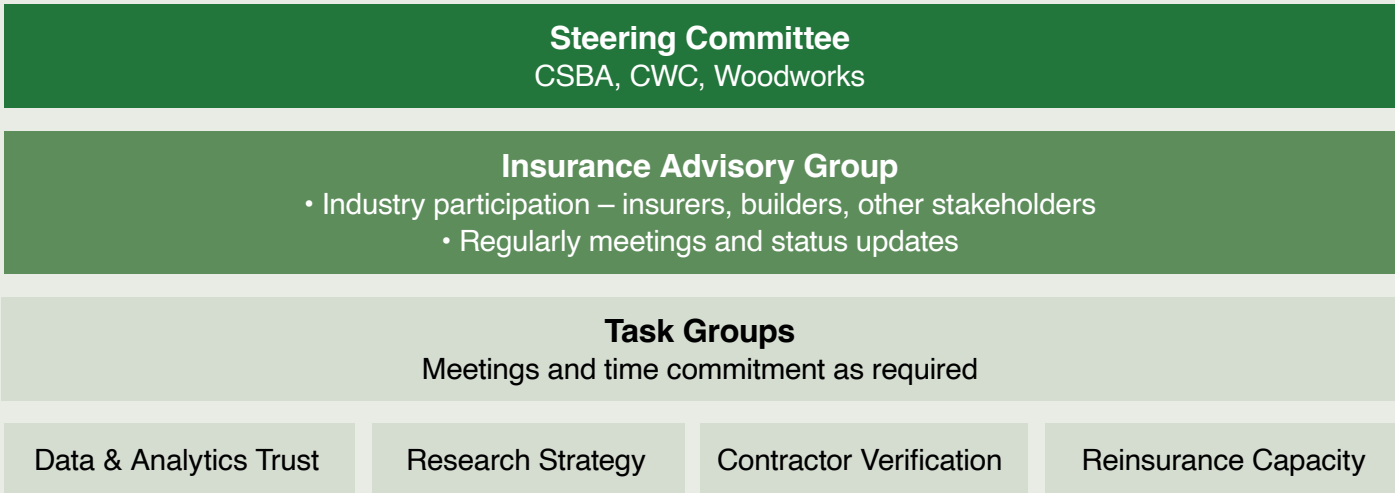 Steering Committee
CSBA, CWC, Woodworks
Insurance Advisory Group
• Industry participation – insurers, builders, other stakeholders
• Regularly meetings and status updates
Task Groups
Meetings and time commitment as required
Data & Analytics Trust
Research Strategy
Contractor Verification
Reinsurance Capacity